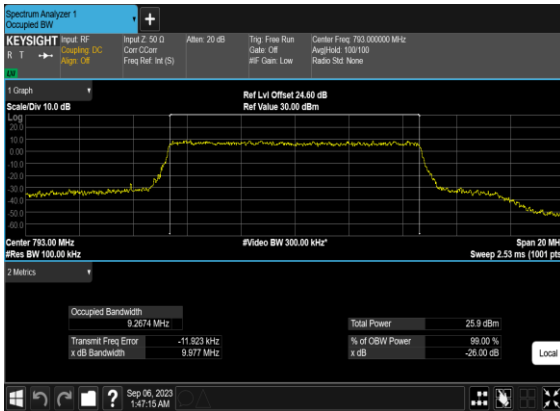 Spectrum Analyzer 1
Occupied BW
KEYSIGHT
R T
LXI
Input: RF
Coupling: DC
Align: Off
Input Z: 50 Ω
Corr CCorr
Freq Ref: Int (S)
Atten: 20 dB
Trig: Free Run
Gate: Off
#IF Gain: Low
Center Freq: 793.000000 MHz
Avg|Hold: 100/100
Radio Std: None
1 Graph
Scale/Div 10.0 dB
Ref Lvl Offset 24.60 dB
Ref Value 30.00 dBm
Log
20.0
10.0
0.00
-10.0
-20.0
-30.0
-40.0
-50.0
-60.0
Center 793.00 MHz
#Res BW 100.00 kHz
#Video BW 300.00 kHz*
Span 20 MH
Sweep 2.53 ms (1001 pts
2 Metrics
Occupied Bandwidth
9.2674 MHz
Transmit Freq Error -11.923 kHz
x dB Bandwidth 9.977 MHz
Total Power 25.9 dBm
% of OBW Power 99.00 %
x dB -26.00 dB
Local
?
Sep 06, 2023
1:47:15 AM